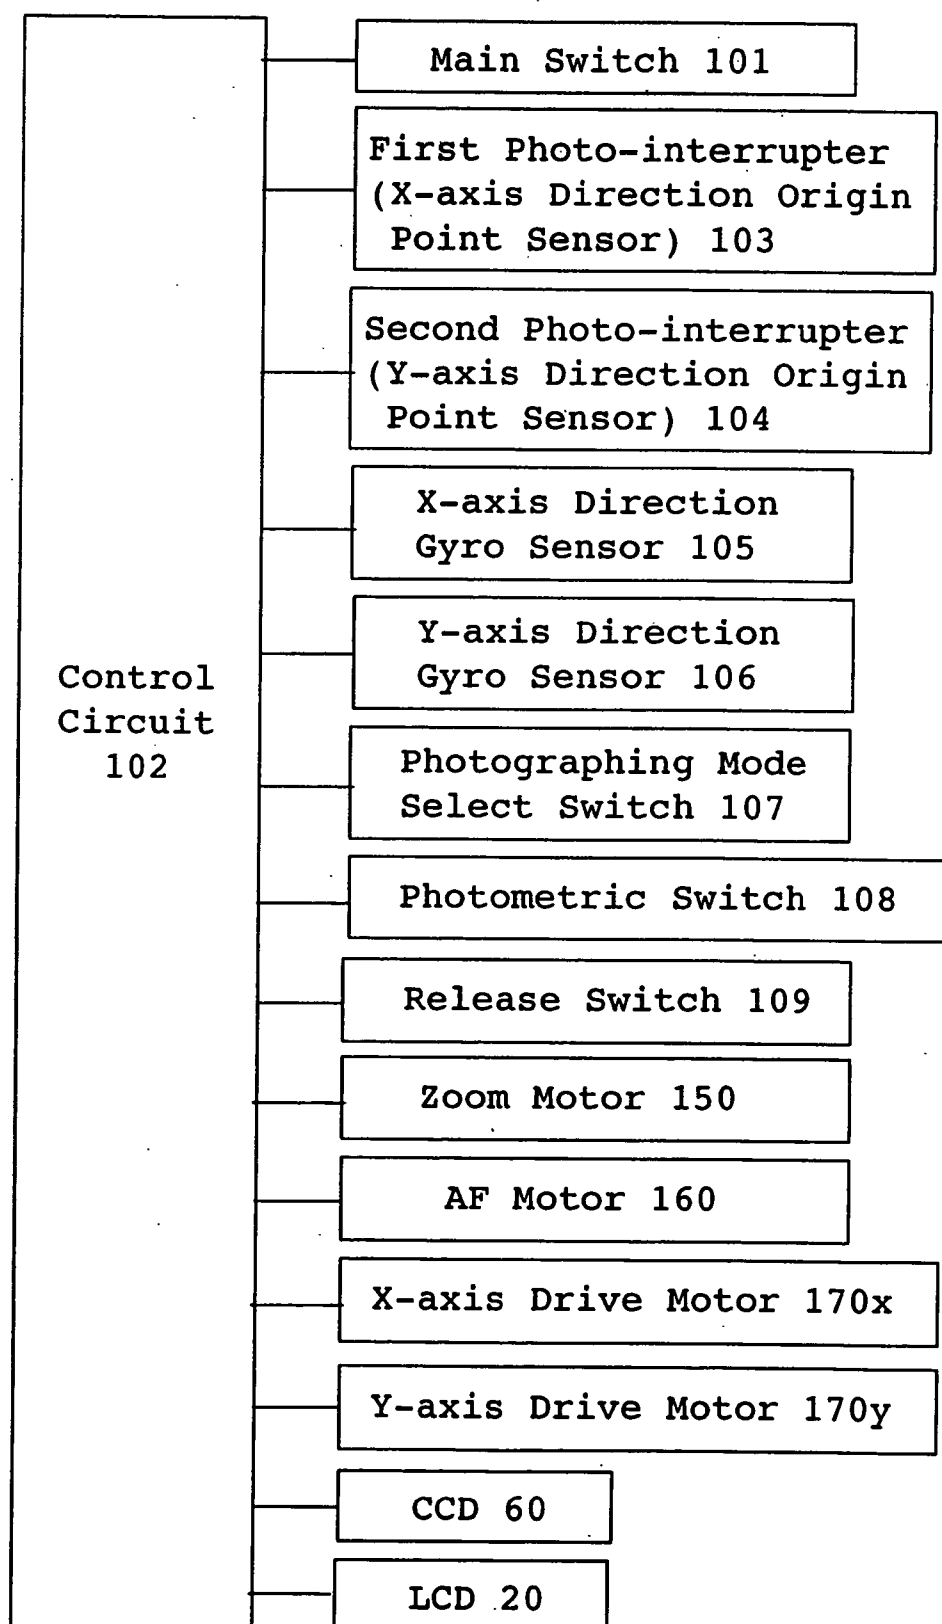 Main Switch 101
First Photo-interrupter
(X-axis Direction Origin
Point Sensor) 103
Second Photo-interrupter
(Y-axis Direction Origin
Point Sensor) 104
X-axis Direction
Gyro Sensor 105
Y-axis Direction
Gyro Sensor 106
Control
Circuit
102
Photographing Mode
Select Switch 107
Photometric Switch 108
Release Switch 109
Zoom Motor 150
AF Motor 160
X-axis Drive Motor 170x
Y-axis Drive Motor 170y
CCD 60
LCD 20